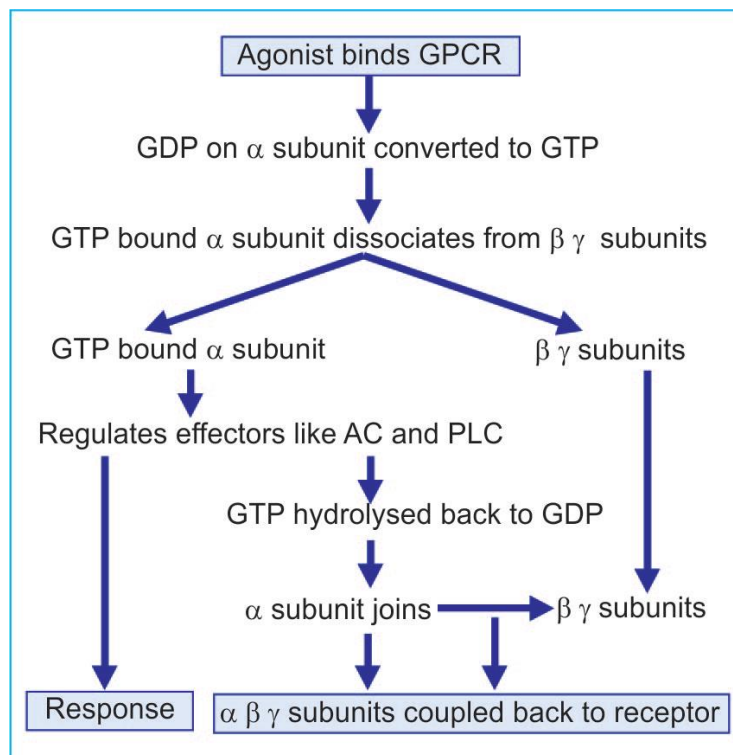 Agonist binds GPCR
GDP on α subunit converted to GTP
GTP bound α subunit dissociates from β γ subunits
GTP bound α subunit
β γ subunits
Regulates effectors like AC and PLC
GTP hydrolysed back to GDP
α subunit joins
β γ subunits
Response
α β γ subunits coupled back to receptor